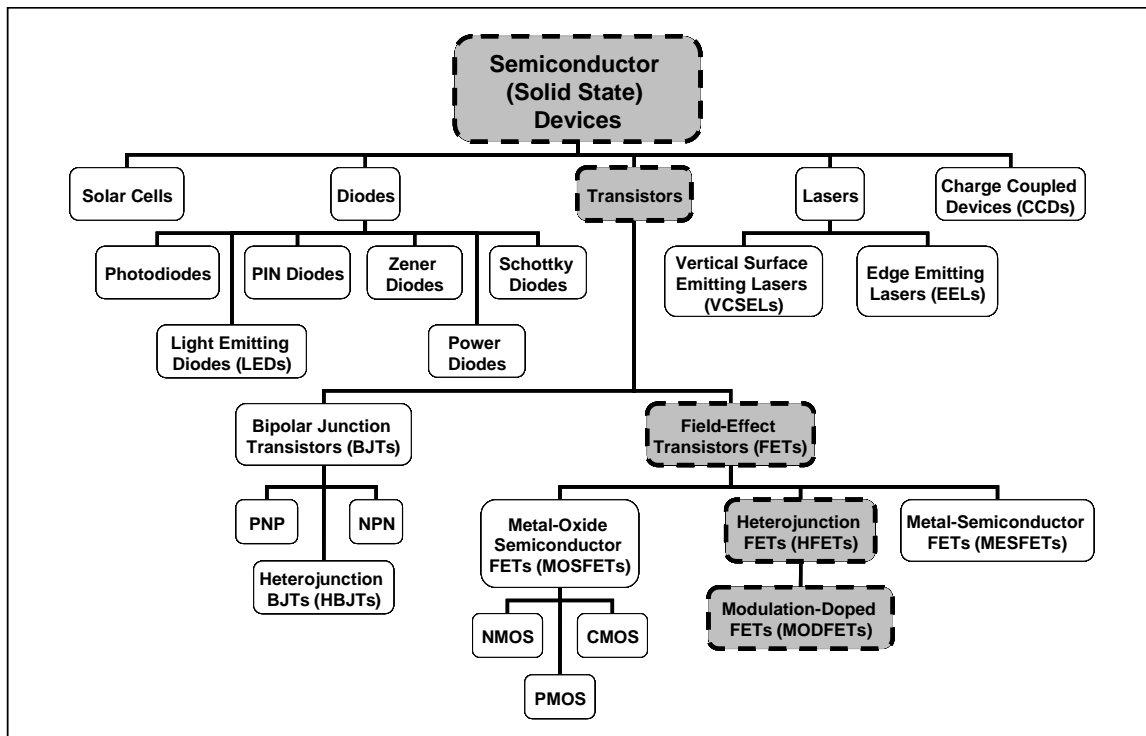 Semiconductor
(Solid State)
Devices
Solar Cells
Diodes
Transistors
Lasers
Charge Coupled
Devices (CCDs)
Photodiodes
PIN Diodes
Zener
Diodes
Schottky
Diodes
Vertical Surface
Emitting Lasers
(VCSELs)
Edge Emitting
Lasers (EELs)
Light Emitting
Diodes (LEDs)
Power
Diodes
Bipolar Junction
Transistors (BJTs)
Field-Effect
Transistors (FETs)
PNP
NPN
Heterojunction
BJTs (HBJTs)
Metal-Oxide
Semiconductor
FETs (MOSFETs)
Heterojunction
FETs (HFETs)
Metal-Semiconductor
FETs (MESFETs)
Modulation-Doped
FETs (MODFETs)
NMOS
CMOS
PMOS